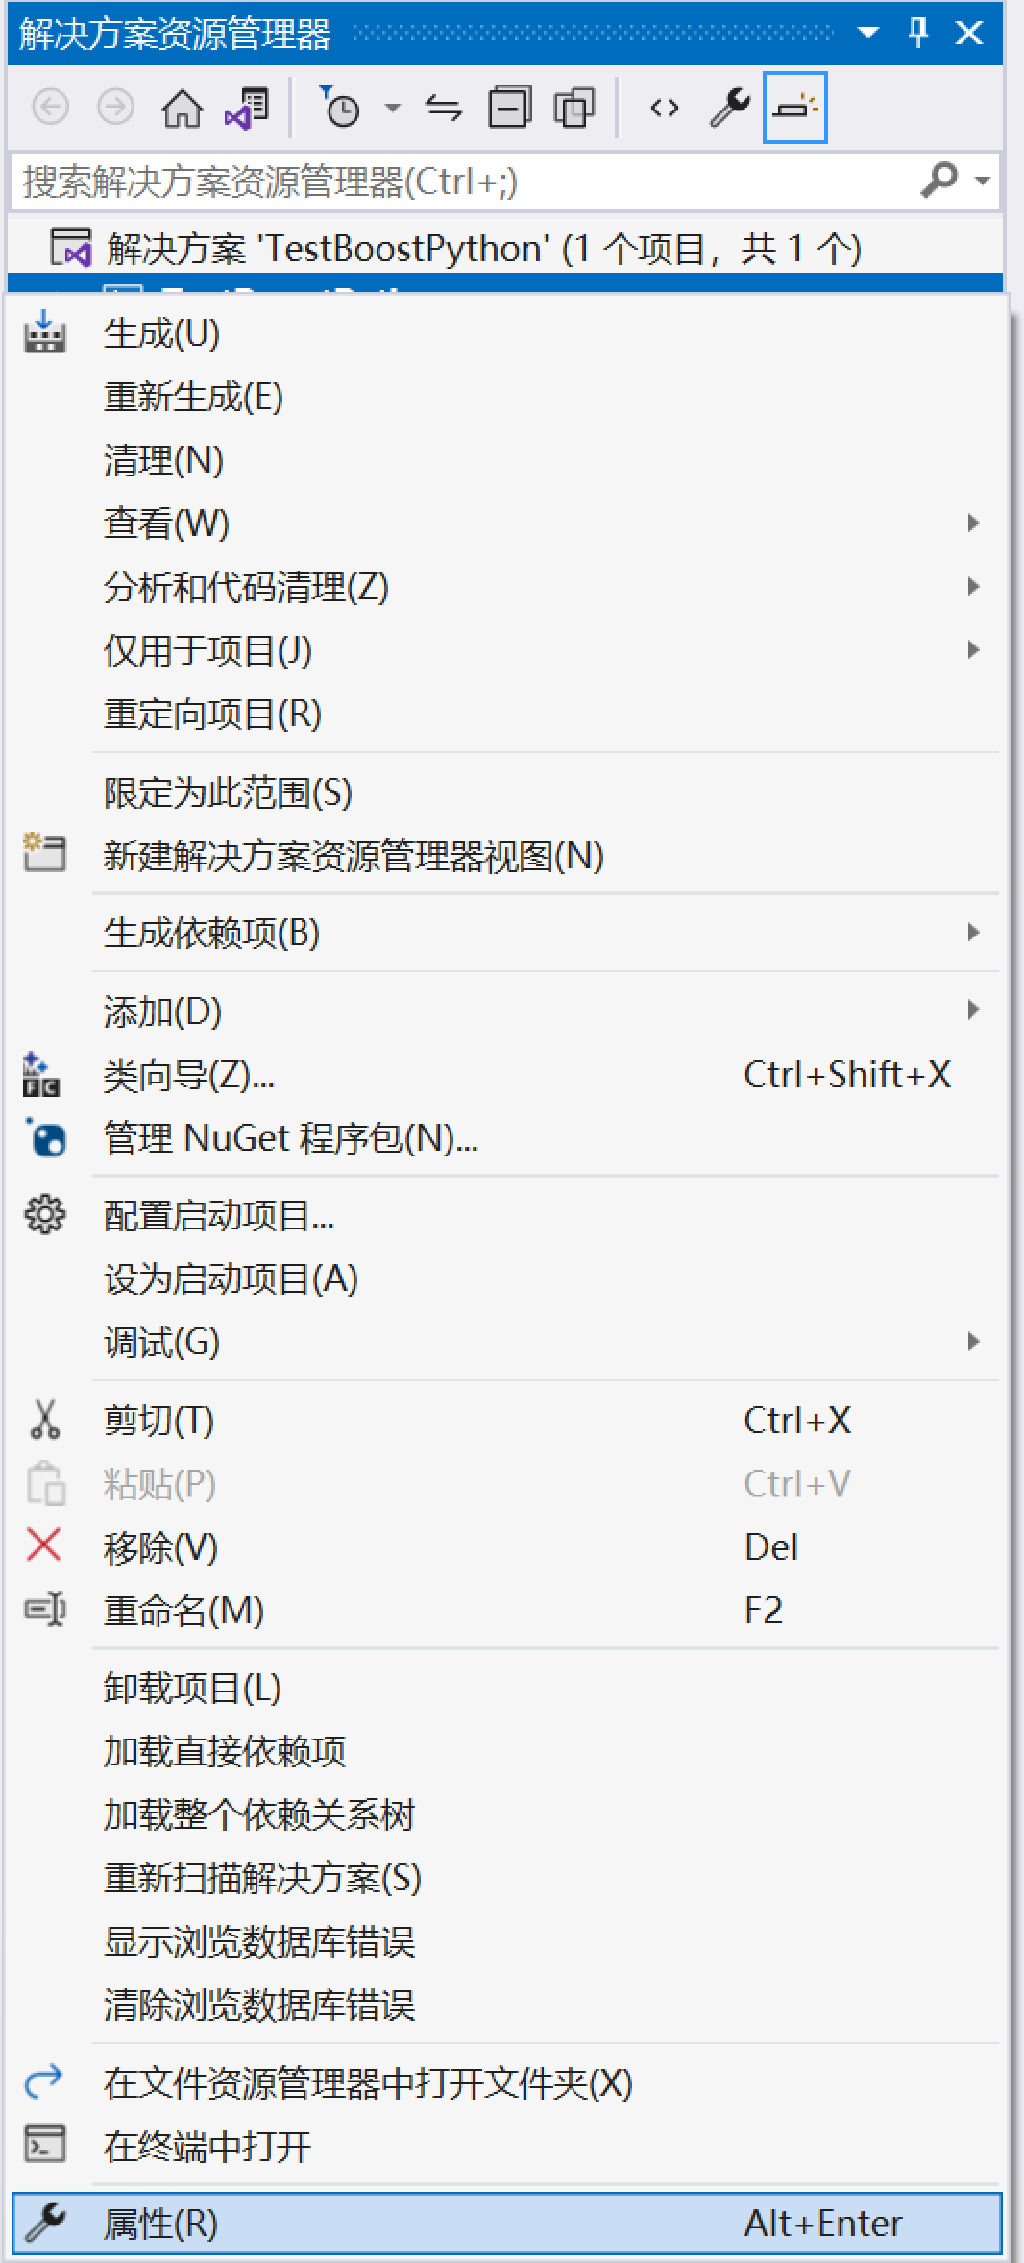 解决方案资源管理器
搜索解决方案资源管理器(Ctrl+;)
解决方案 'TestBoostPython' (1 个项目，共 1 个)
生成(U)
重新生成(E)
清理(N)
查看(W)
分析和代码清理(Z)
仅用于项目(J)
重定向项目(R)
限定为此范围(S)
新建解决方案资源管理器视图(N)
生成依赖项(B)
添加(D)
类向导(Z)... Ctrl+Shift+X
管理 NuGet 程序包(N)...
配置启动项目...
设为启动项目(A)
调试(G)
剪切(T) Ctrl+X
粘贴(P) Ctrl+V
移除(V) Del
重命名(M) F2
卸载项目(L)
加载直接依赖项
加载整个依赖关系树
重新扫描解决方案(S)
显示浏览数据库错误
清除浏览数据库错误
在文件资源管理器中打开文件夹(X)
在终端中打开
属性(R) Alt+Enter